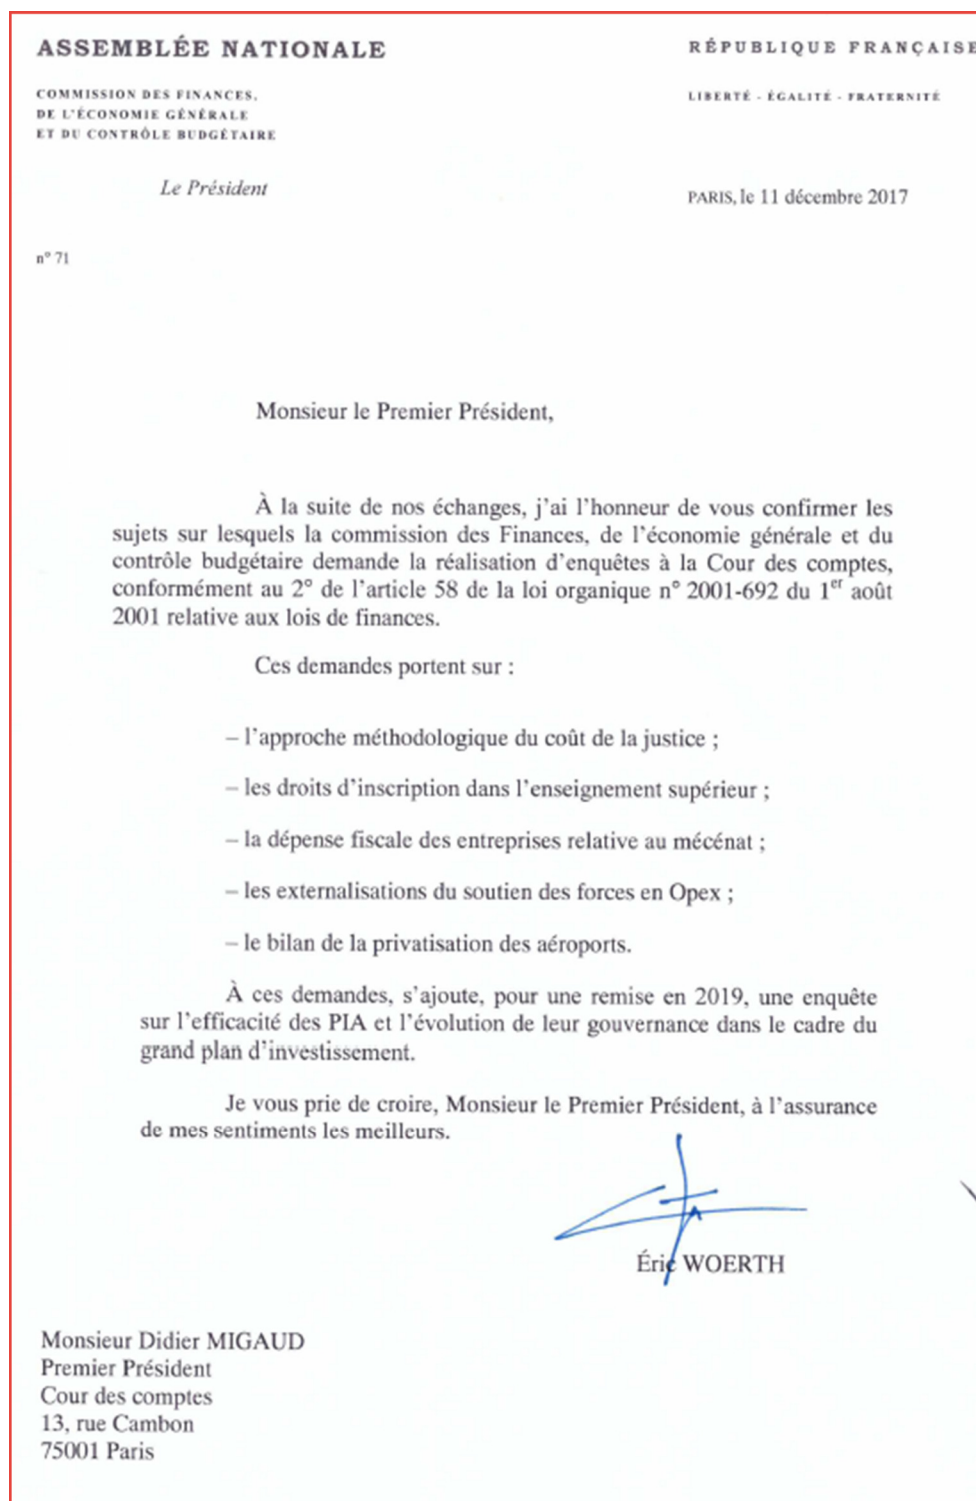 ASSEMBLÉE NATIONALE
RÉPUBLIQUE FRANÇAISE
COMMISSION DES FINANCES,
DE L'ÉCONOMIE GÉNÉRALE
ET DU CONTRÔLE BUDGÉTAIRE
LIBERTÉ - ÉGALITÉ - FRATERNITÉ
Le Président
PARIS, le 11 décembre 2017
n° 71
Monsieur le Premier Président,
À la suite de nos échanges, j'ai l'honneur de vous confirmer les
sujets sur lesquels la commission des Finances, de l'économie générale et du
contrôle budgétaire demande la réalisation d'enquêtes à la Cour des comptes,
conformément au 2° de l'article 58 de la loi organique n° 2001-692 du 1er août
2001 relative aux lois de finances.
Ces demandes portent sur :
– l'approche méthodologique du coût de la justice ;
– les droits d'inscription dans l'enseignement supérieur ;
– la dépense fiscale des entreprises relative au mécénat ;
– les externalisations du soutien des forces en Opex ;
– le bilan de la privatisation des aéroports.
À ces demandes, s'ajoute, pour une remise en 2019, une enquête
sur l'efficacité des PIA et l'évolution de leur gouvernance dans le cadre du
grand plan d'investissement.
Je vous prie de croire, Monsieur le Premier Président, à l'assurance
de mes sentiments les meilleurs.
Éric WOERTH
Monsieur Didier MIGAUD
Premier Président
Cour des comptes
13, rue Cambon
75001 Paris